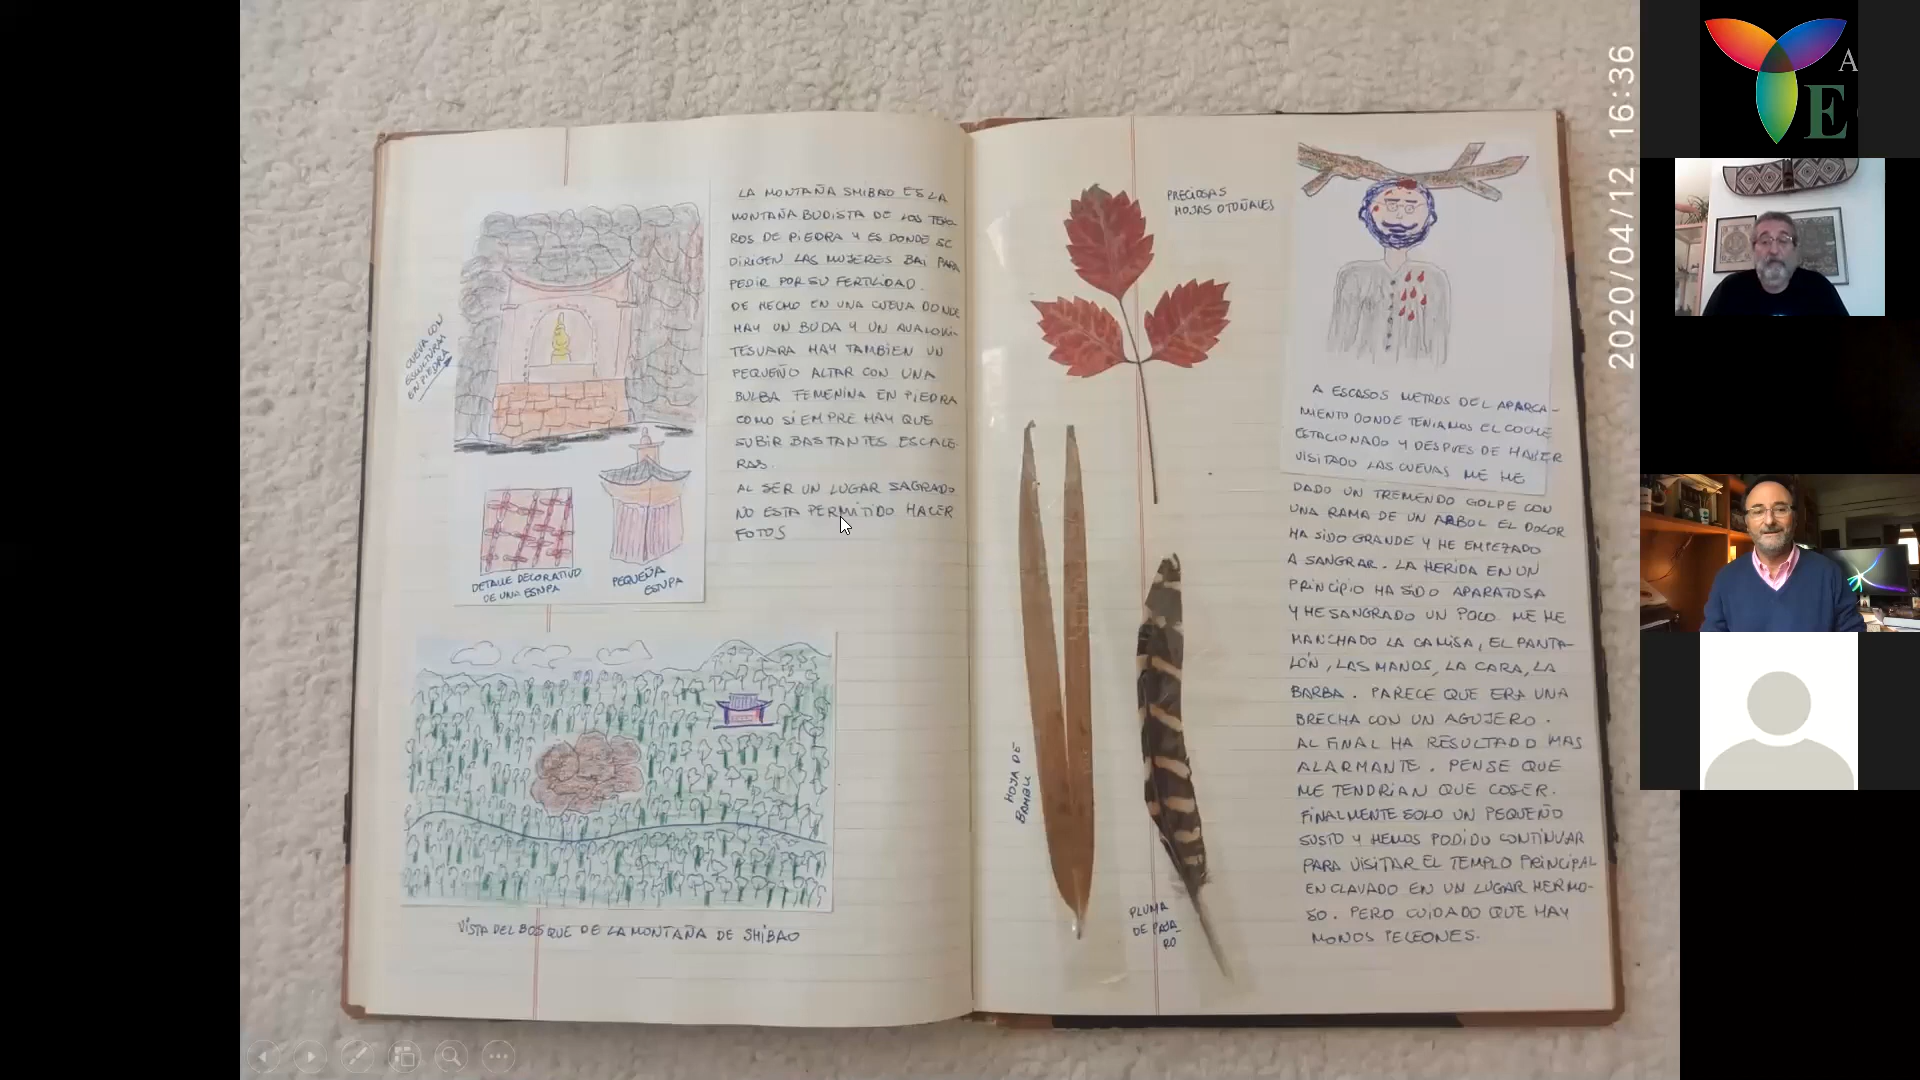 LA MONTAÑA SHIBAO ES LA
MONTAÑA BUDISTA DE LOS TEMO-
ROS DE PIEDRA Y ES DONDE SE
DIRIGEN LAS MUJERES BAI PARA
PEDIR POR SU FERTILIDAD.
DE HECHO EN UNA CUEVA DONDE
HAY UN BUDA Y UN AVALOKI-
TESVARA HAY TAMBIEN UN
PEQUEÑO ALTAR CON UNA
BULBA FEMENINA EN PIEDRA
COMO SIEMPRE HAY QUE
SUBIR BASTANTES ESCALE-
RAS.
AL SER UN LUGAR SAGRADO
NO ESTA PERMITIDO HACER
FOTOS
CUEVA CON
ESCULTURAS
EN PIEDRA
DETALLE DECORATIVO
DE UNA ESTUPA
PEQUEÑA
ESTUPA
VISTA DEL BOSQUE DE LA MONTAÑA DE SHIBAO
PRECIOSAS
HOJAS OTOÑALES
HOJA DE
BAMBU
PLUMA
DE PAJA-
RO
A ESCASOS METROS DEL APARCA-
MIENTO DONDE TENIAMOS EL COCHE
ESTACIONADO Y DESPUES DE HABER
VISITADO LAS CUEVAS ME HE
DADO UN TREMENDO GOLPE CON
UNA RAMA DE UN ARBOL EL DOLOR
HA SIDO GRANDE Y HE EMPEZADO
A SANGRAR. LA HERIDA EN UN
PRINCIPIO HA SIDO APARATOSA
Y HE SANGRADO UN POCO ME HE
MANCHADO LA CAMISA, EL PANTA-
LÓN, LAS MANOS, LA CARA, LA
BARBA. PARECE QUE ERA UNA
BRECHA CON UN AGUJERO.
AL FINAL HA RESULTADO MAS
ALARMANTE. PENSE QUE
ME TENDRIAN QUE COSER.
FINALMENTE SOLO UN PEQUEÑO
SUSTO Y HEMOS PODIDO CONTINUAR
PARA VISITAR EL TEMPLO PRINCIPAL
ENCLAVADO EN UN LUGAR HERMO-
SO. PERO CUIDADO QUE HAY
MONOS PELEONES.
2020/04/12 16:36
A
E